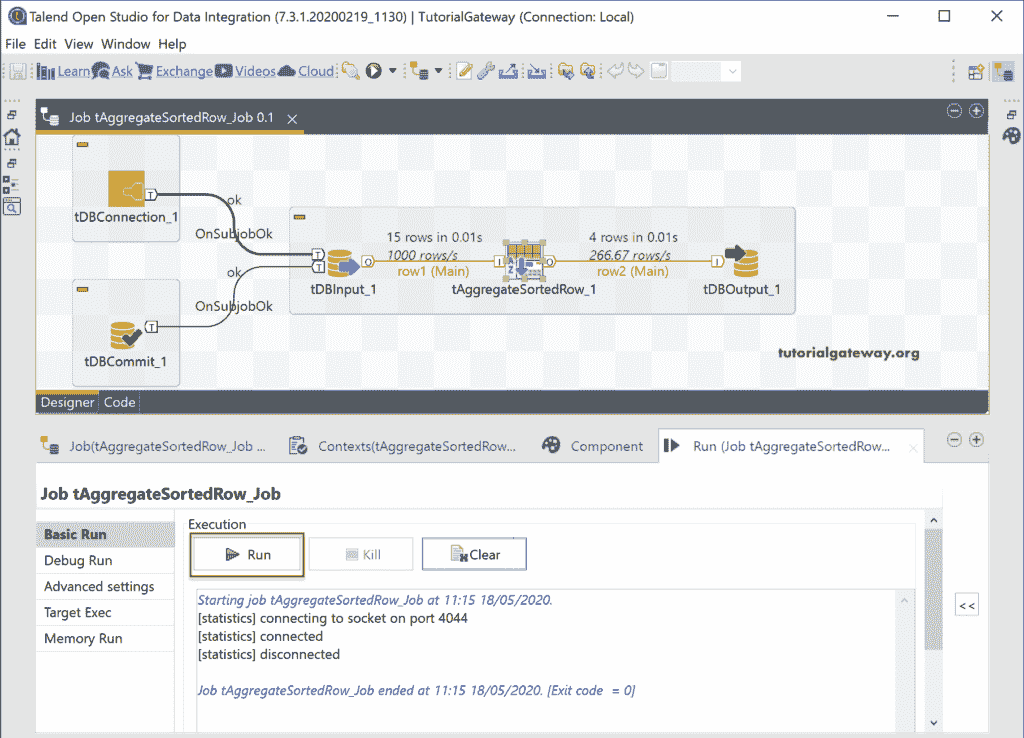 Talend Open Studio for Data Integration (7.3.1.20200219_1130) | TutorialGateway (Connection: Local)
File Edit View Window Help
Learn Ask Exchange Videos Cloud
Job tAggregateSortedRow_Job 0.1
T
tDBConnection_1
ok
OnSubjobOk
ok
OnSubjobOk
T
tDBCommit_1
T
T
O
tDBInput_1
15 rows in 0.01s
1000 rows/s
row1 (Main)
I
A
Z
O
tAggregateSortedRow_1
4 rows in 0.01s
266.67 rows/s
row2 (Main)
I
tDBOutput_1
tutorialgateway.org
Designer Code
Job(tAggregateSortedRow_Job ... Contexts(tAggregateSortedRow... Component Run (Job tAggregateSortedRow...
Job tAggregateSortedRow_Job
Basic Run
Debug Run
Advanced settings
Target Exec
Memory Run
Execution
Run Kill Clear
Starting job tAggregateSortedRow_Job at 11:15 18/05/2020.
[statistics] connecting to socket on port 4044
[statistics] connected
[statistics] disconnected
Job tAggregateSortedRow_Job ended at 11:15 18/05/2020. [Exit code = 0]
<<